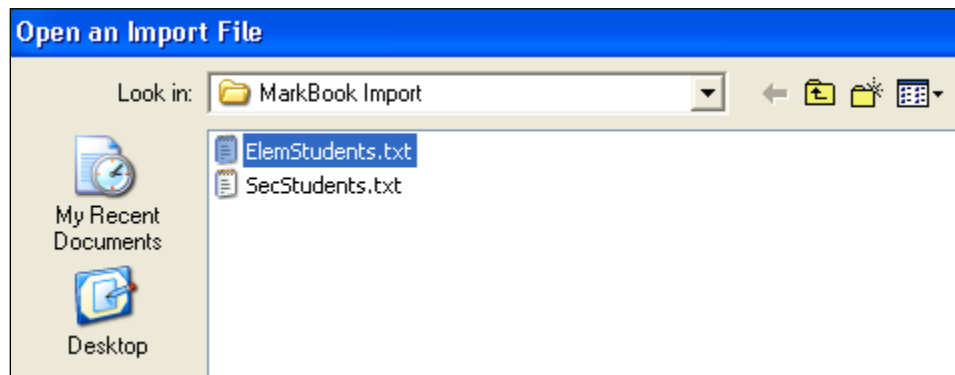 Open an Import File
Look in: MarkBook Import
ElemStudents.txt
SecStudents.txt
My Recent
Documents
Desktop